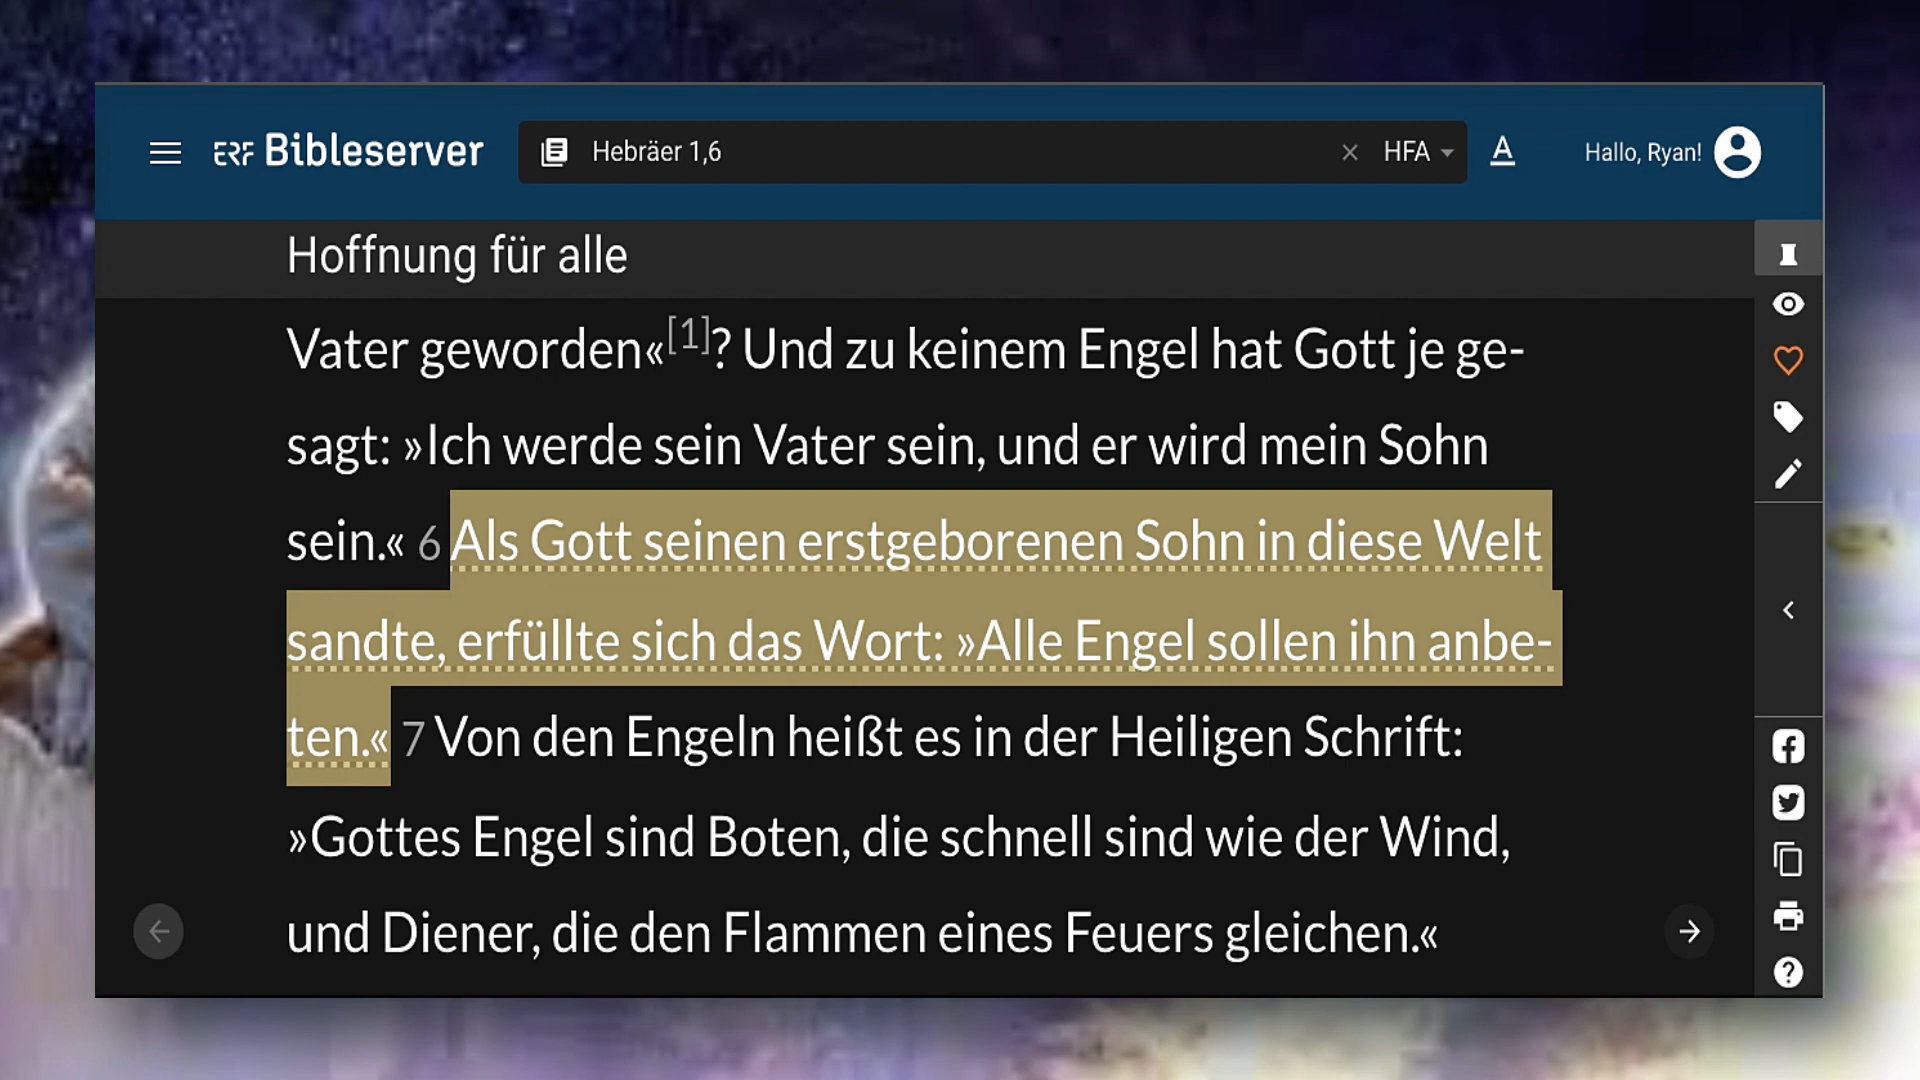 ERF Bibleserver
Hebräer 1,6
HFA
A
Hallo, Ryan!
Hoffnung für alle
Vater geworden«[1]? Und zu keinem Engel hat Gott je ge-
sagt: »Ich werde sein Vater sein, und er wird mein Sohn
sein.« 6 Als Gott seinen erstgeborenen Sohn in diese Welt
sandte, erfüllte sich das Wort: »Alle Engel sollen ihn anbe-
ten.« 7 Von den Engeln heißt es in der Heiligen Schrift:
»Gottes Engel sind Boten, die schnell sind wie der Wind,
und Diener, die den Flammen eines Feuers gleichen.«